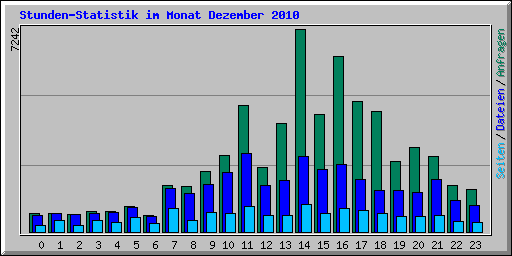 Stunden-Statistik im Monat Dezember 2010
7242
Seiten / Dateien / Anfragen
0 1 2 3 4 5 6 7 8 9 10 11 12 13 14 15 16 17 18 19 20 21 22 23